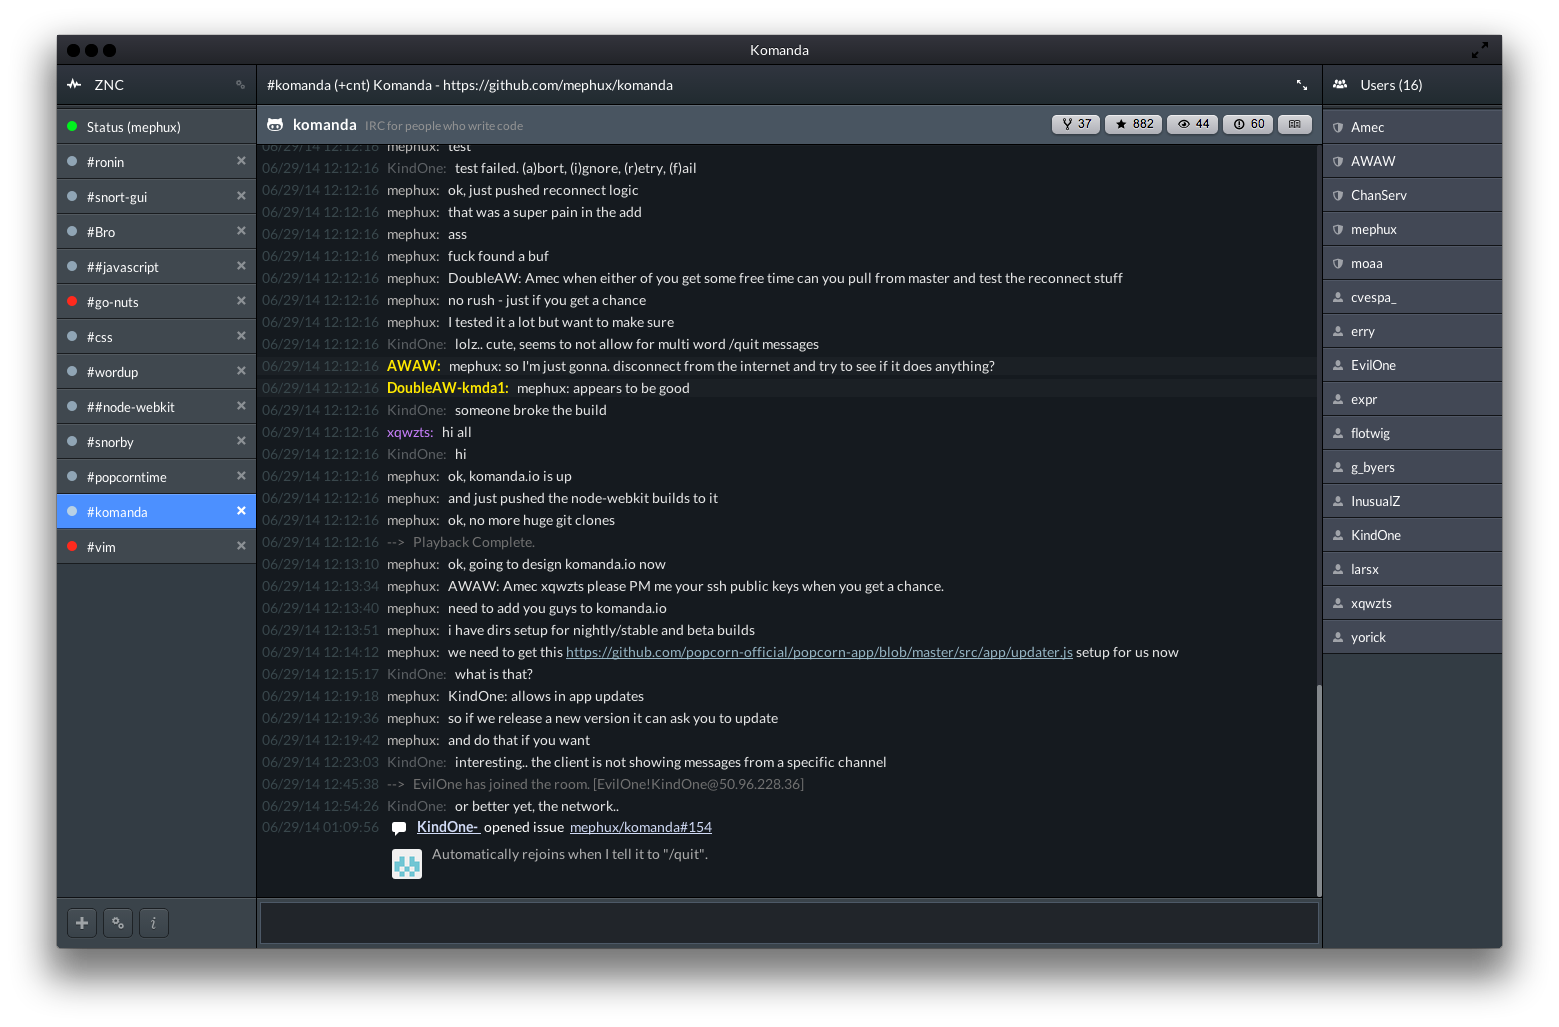 Komanda
ZNC
#komanda (+cnt) Komanda - https://github.com/mephux/komanda
Users (16)
Status (mephux)
#ronin
#snort-gui
#Bro
##javascript
#go-nuts
#css
#wordup
##node-webkit
#snorby
#popcorntime
#komanda
#vim
komanda IRC for people who write code
37 882 44 60
06/29/14 12:12:16 mephux: test
06/29/14 12:12:16 KindOne: test failed. (a)bort, (i)gnore, (r)etry, (f)ail
06/29/14 12:12:16 mephux: ok, just pushed reconnect logic
06/29/14 12:12:16 mephux: that was a super pain in the add
06/29/14 12:12:16 mephux: ass
06/29/14 12:12:16 mephux: fuck found a buf
06/29/14 12:12:16 mephux: DoubleAW: Amec when either of you get some free time can you pull from master and test the reconnect stuff
06/29/14 12:12:16 mephux: no rush - just if you get a chance
06/29/14 12:12:16 mephux: I tested it a lot but want to make sure
06/29/14 12:12:16 KindOne: lolz.. cute, seems to not allow for multi word /quit messages
06/29/14 12:12:16 AWAW: mephux: so I'm just gonna. disconnect from the internet and try to see if it does anything?
06/29/14 12:12:16 DoubleAW-kmda1: mephux: appears to be good
06/29/14 12:12:16 KindOne: someone broke the build
06/29/14 12:12:16 xqwzts: hi all
06/29/14 12:12:16 KindOne: hi
06/29/14 12:12:16 mephux: ok, komanda.io is up
06/29/14 12:12:16 mephux: and just pushed the node-webkit builds to it
06/29/14 12:12:16 mephux: ok, no more huge git clones
06/29/14 12:12:16 --> Playback Complete.
06/29/14 12:13:10 mephux: ok, going to design komanda.io now
06/29/14 12:13:34 mephux: AWAW: Amec xqwzts please PM me your ssh public keys when you get a chance.
06/29/14 12:13:40 mephux: need to add you guys to komanda.io
06/29/14 12:13:51 mephux: i have dirs setup for nightly/stable and beta builds
06/29/14 12:14:12 mephux: we need to get this https://github.com/popcorn-official/popcorn-app/blob/master/src/app/updater.js setup for us now
06/29/14 12:15:17 KindOne: what is that?
06/29/14 12:19:18 mephux: KindOne: allows in app updates
06/29/14 12:19:36 mephux: so if we release a new version it can ask you to update
06/29/14 12:19:42 mephux: and do that if you want
06/29/14 12:23:03 KindOne: interesting.. the client is not showing messages from a specific channel
06/29/14 12:45:38 --> EvilOne has joined the room. [EvilOne!KindOne@50.96.228.36]
06/29/14 12:54:26 KindOne: or better yet, the network..
06/29/14 01:09:56 KindOne- opened issue mephux/komanda#154
Automatically rejoins when I tell it to "/quit".
Amec
AWAW
ChanServ
mephux
moaa
cvespa_
erry
EvilOne
expr
flotwig
g_byers
InusualZ
KindOne
larsx
xqwzts
yorick